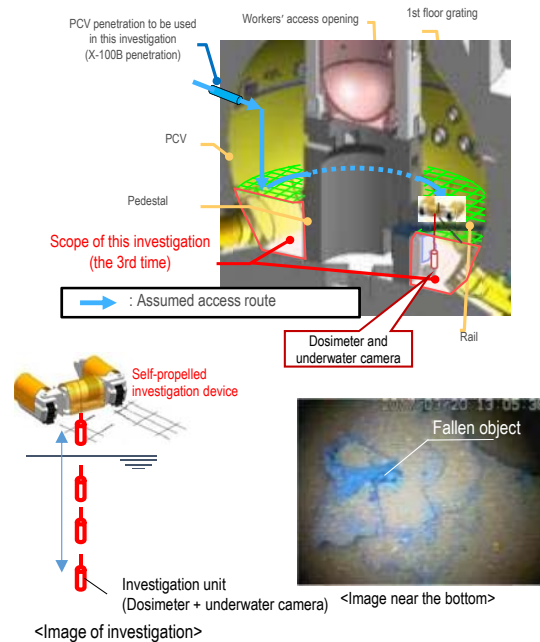 PCV penetration to be used
in this investigation
(X-100B penetration)
Workers' access opening
1st floor grating
PCV
Pedestal
Scope of this investigation
(the 3rd time)
: Assumed access route
Rail
Dosimeter and
underwater camera
Self-propelled
investigation device
Fallen object
Investigation unit
(Dosimeter + underwater camera)
<Image near the bottom>
<Image of investigation>